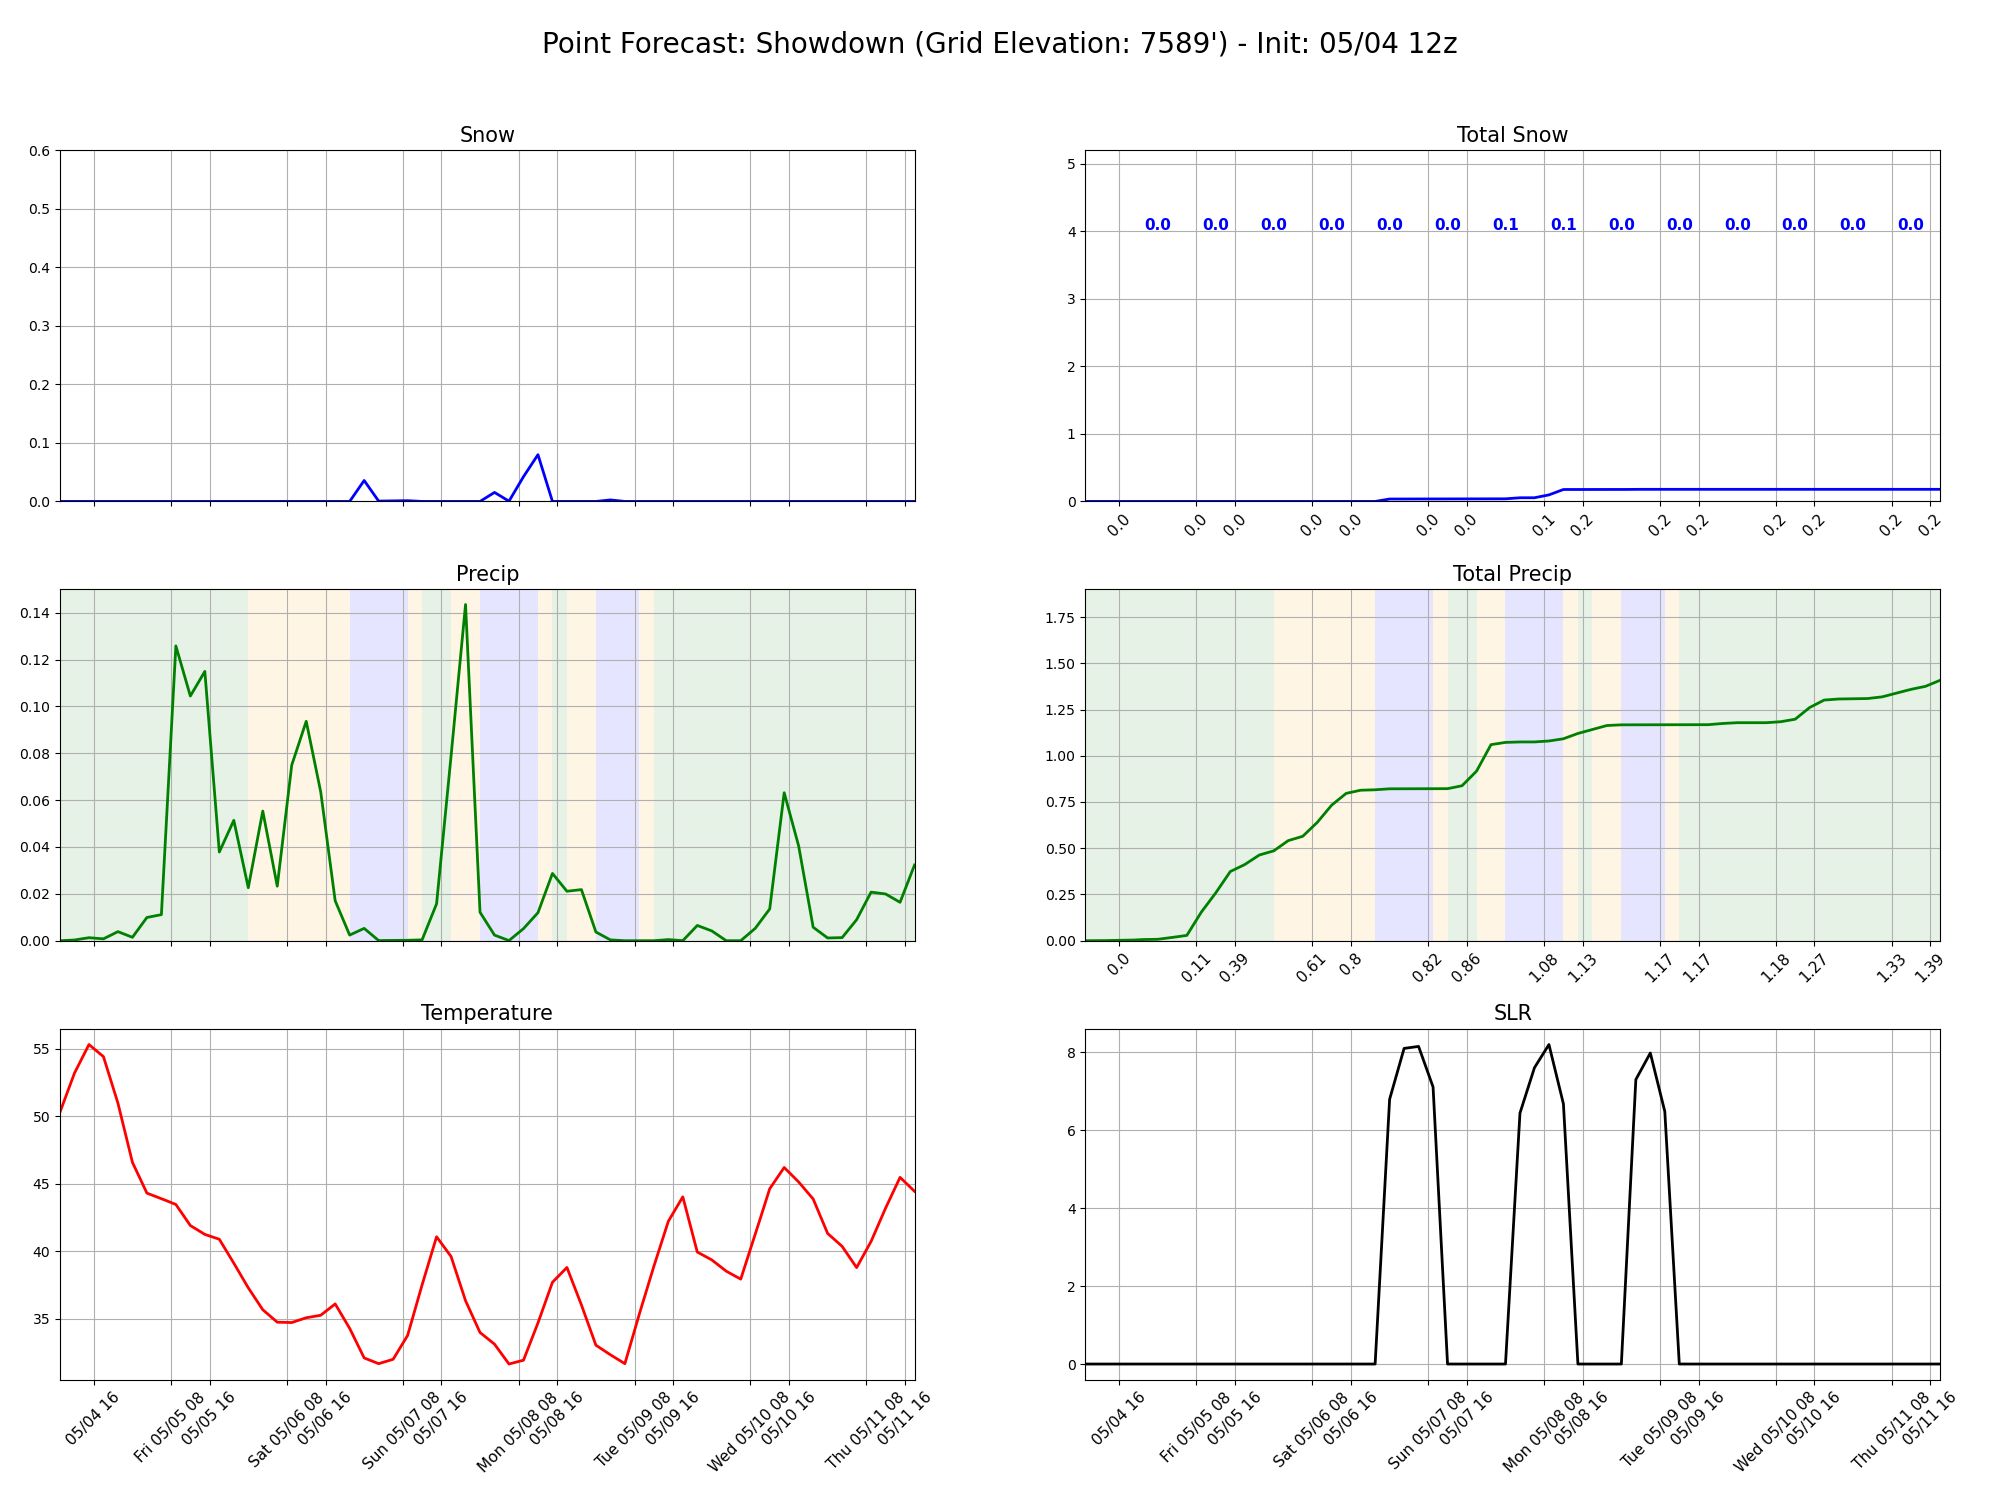 Point Forecast: Showdown (Grid Elevation: 7589') - Init: 05/04 12z
Snow
0.6
0.5
0.4
0.3
0.2
0.1
0.0
Total Snow
5
4
3
2
1
0
0.0 0.0 0.0 0.0 0.0 0.0 0.1 0.1 0.0 0.0 0.0 0.0 0.0 0.0
0.0 0.0 0.0 0.0 0.0 0.0 0.0 0.1 0.2 0.2 0.2 0.2 0.2 0.2 0.2
Precip
0.14
0.12
0.10
0.08
0.06
0.04
0.02
0.00
Total Precip
1.75
1.50
1.25
1.00
0.75
0.50
0.25
0.00
0.0 0.11 0.39 0.61 0.8 0.82 0.86 1.08 1.13 1.17 1.17 1.18 1.27 1.33 1.39
Temperature
55
50
45
40
35
05/04 16
Fri 05/05 08
05/05 16
Sat 05/06 08
05/06 16
Sun 05/07 08
05/07 16
Mon 05/08 08
05/08 16
Tue 05/09 08
05/09 16
Wed 05/10 08
05/10 16
Thu 05/11 08
05/11 16
SLR
8
6
4
2
0
05/04 16
Fri 05/05 08
05/05 16
Sat 05/06 08
05/06 16
Sun 05/07 08
05/07 16
Mon 05/08 08
05/08 16
Tue 05/09 08
05/09 16
Wed 05/10 08
05/10 16
Thu 05/11 08
05/11 16